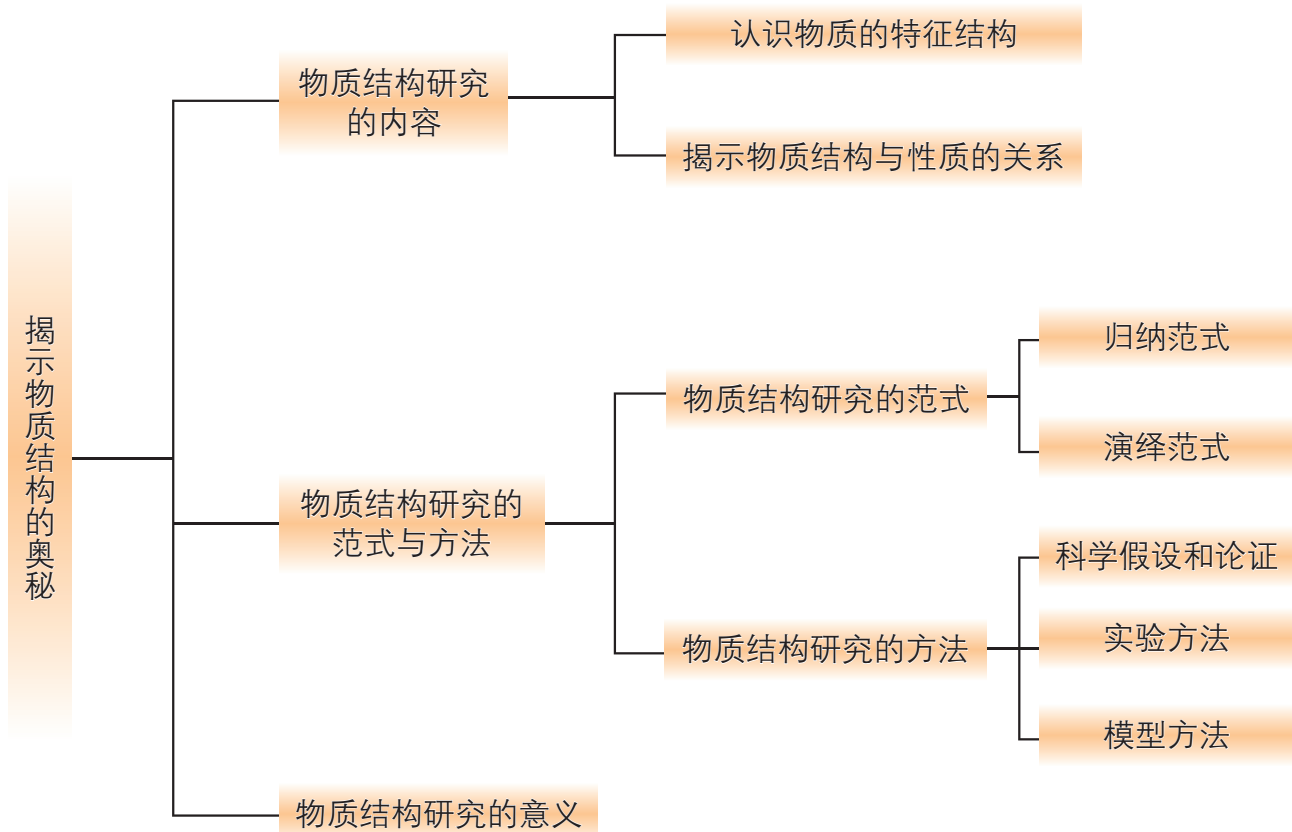 揭示物质结构的奥秘
物质结构研究
的内容
认识物质的特征结构
揭示物质结构与性质的关系
物质结构研究的
范式与方法
物质结构研究的范式
归纳范式
演绎范式
物质结构研究的方法
科学假设和论证
实验方法
模型方法
物质结构研究的意义